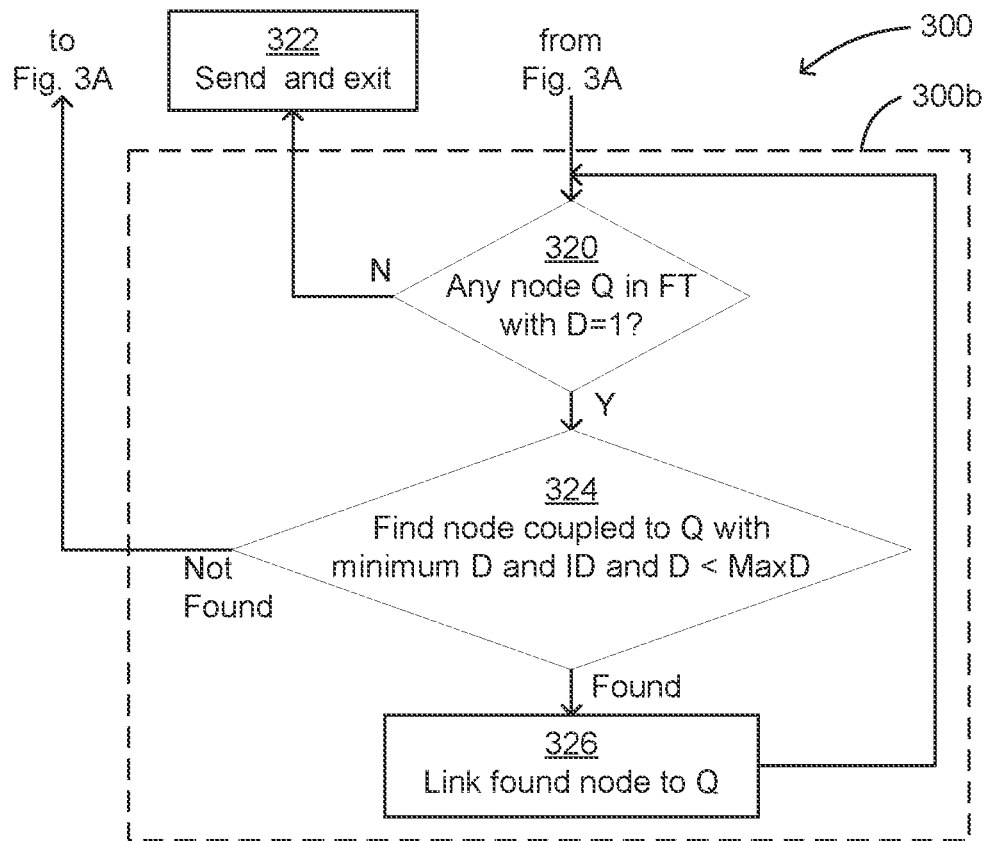 to
Fig. 3A
322
Send and exit
from
Fig. 3A
300
300b
320
Any node Q in FT
with D=1?
N
Y
324
Find node coupled to Q with
minimum D and ID and D < MaxD
Not
Found
Found
326
Link found node to Q